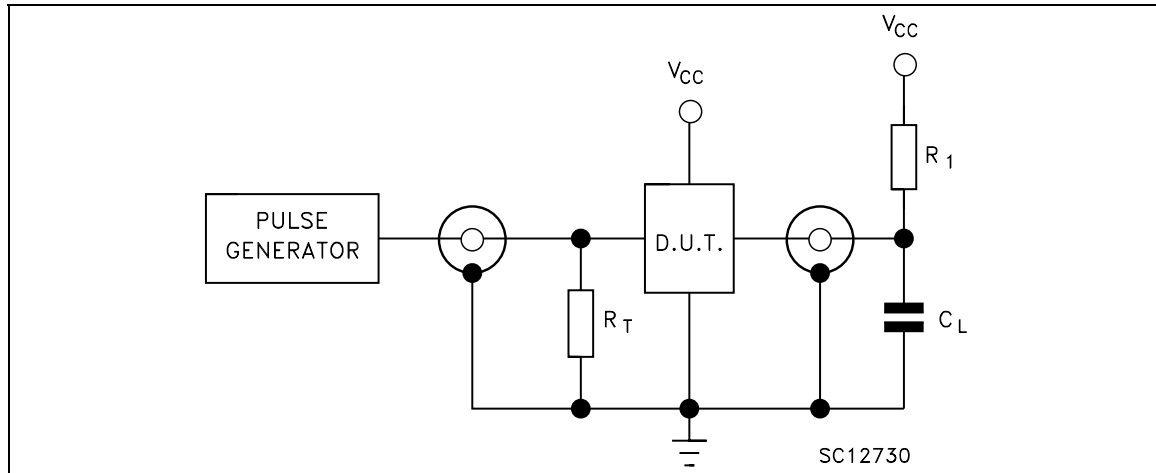 VCC
VCC
R1
PULSE
GENERATOR
D.U.T.
RT
CL
SC12730